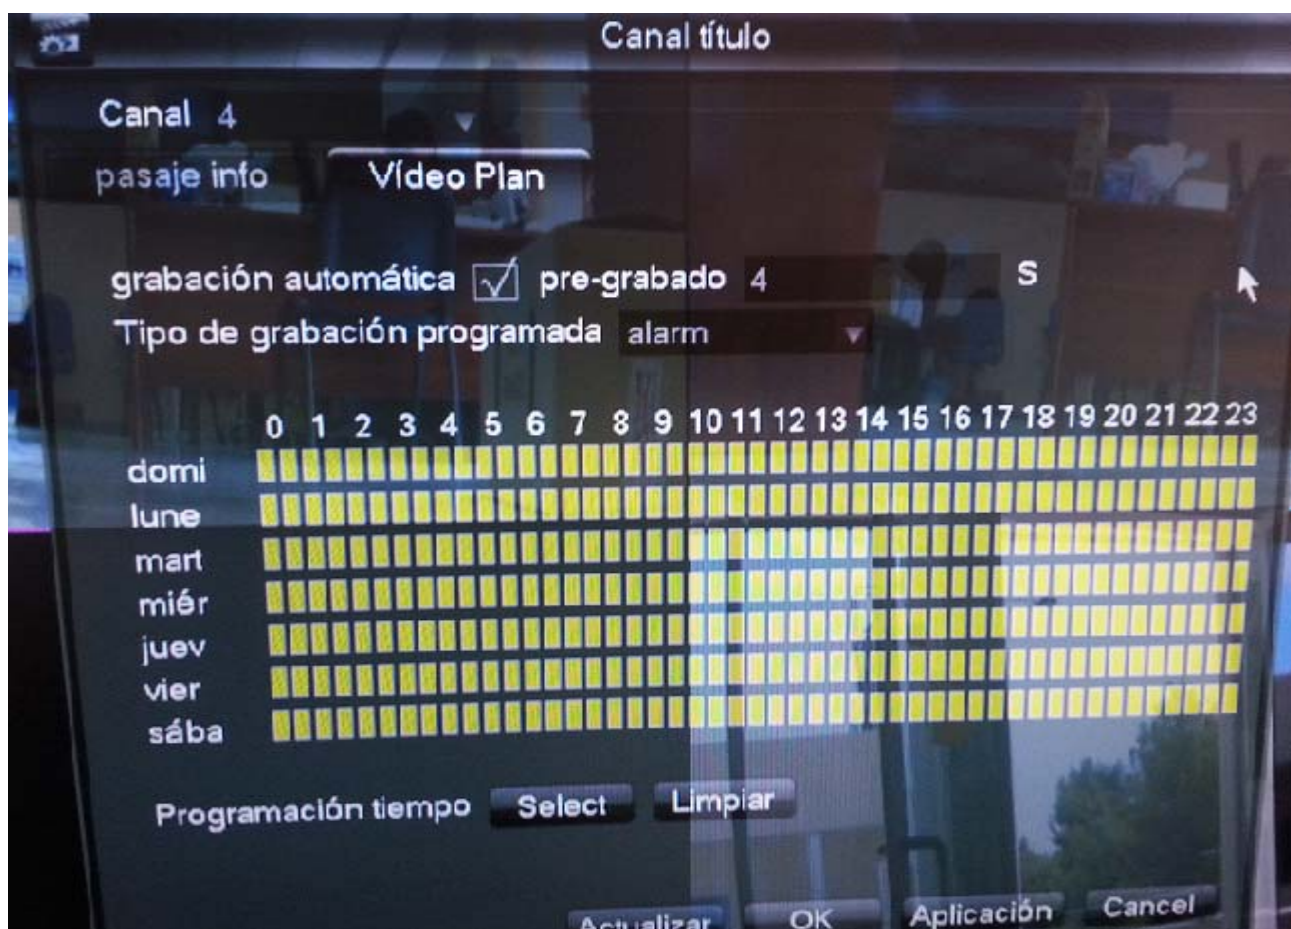 Canal título
Canal 4
pasaje info Vídeo Plan
grabación automática pre-grabado 4 S
Tipo de grabación programada alarm
0 1 2 3 4 5 6 7 8 9 10 11 12 13 14 15 16 17 18 19 20 21 22 23
domi
lune
mart
miér
juev
vier
sába
Programación tiempo Select Limpiar
Actualizar OK Aplicación Cancel